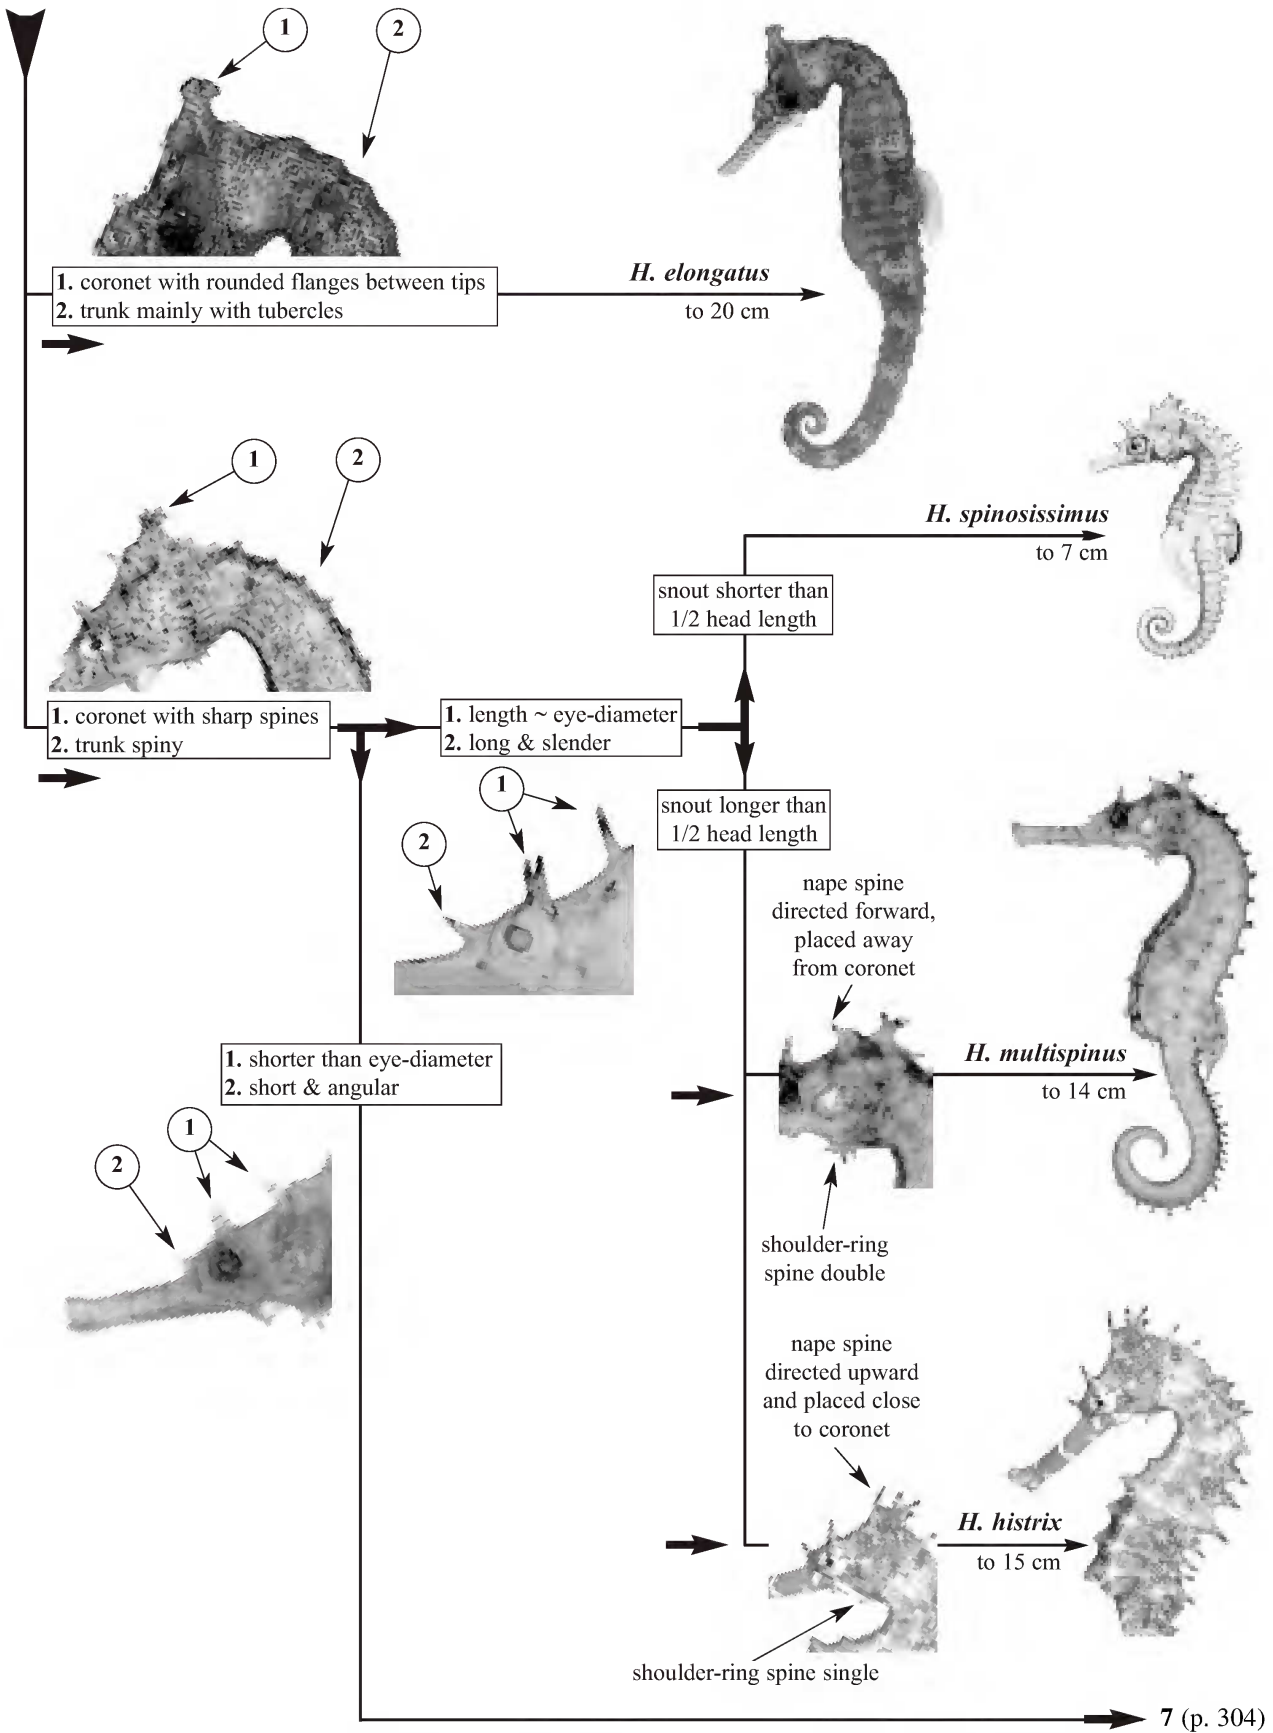 1
2
1. coronet with rounded flanges between tips
2. trunk mainly with tubercles
H. elongatus
to 20 cm
1
2
H. spinosissimus
to 7 cm
snout shorter than
1/2 head length
1. coronet with sharp spines
2. trunk spiny
1. length ~ eye-diameter
2. long & slender
1
2
snout longer than
1/2 head length
nape spine
directed forward,
placed away
from coronet
1. shorter than eye-diameter
2. short & angular
H. multispinus
to 14 cm
1
2
shoulder-ring
spine double
nape spine
directed upward
and placed close
to coronet
H. histrix
to 15 cm
shoulder-ring spine single
7 (p. 304)